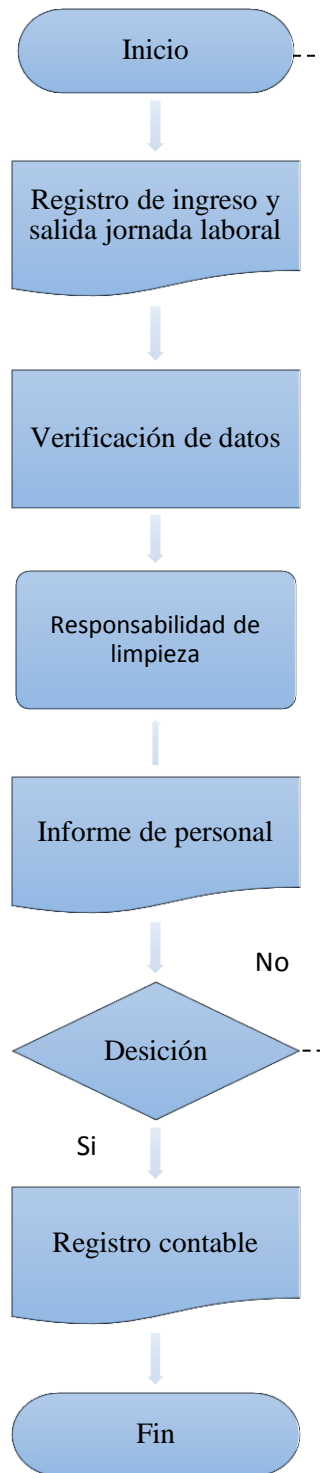 Inicio
Registro de ingreso y
salida jornada laboral
Verificación de datos
Responsabilidad de
limpieza
Informe de personal
No
Desición
Si
Registro contable
Fin